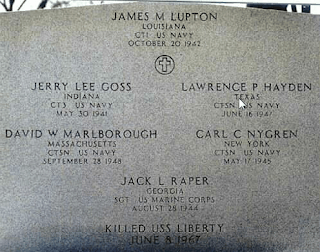 JAMES M LUPTON
LOUISIANA
CT1 US NAVY
OCTOBER 20 1942
JERRY LEE GOSS
INDIANA
CT3 US NAVY
MAY 30 1941
LAWRENCE P HAYDEN
TEXAS
CTSN US NAVY
JUNE 16 1947
DAVID W MARLBOROUGH
MASSACHUSETTS
CTSN US NAVY
SEPTEMBER 28 1948
CARL C NYGREN
NEW YORK
CTSN US NAVY
MAY 17 1946
JACK L RAPER
GEORGIA
SGT US MARINE CORPS
AUGUST 28 1944
KILLED USS LIBERTY
JUNE 8 1967